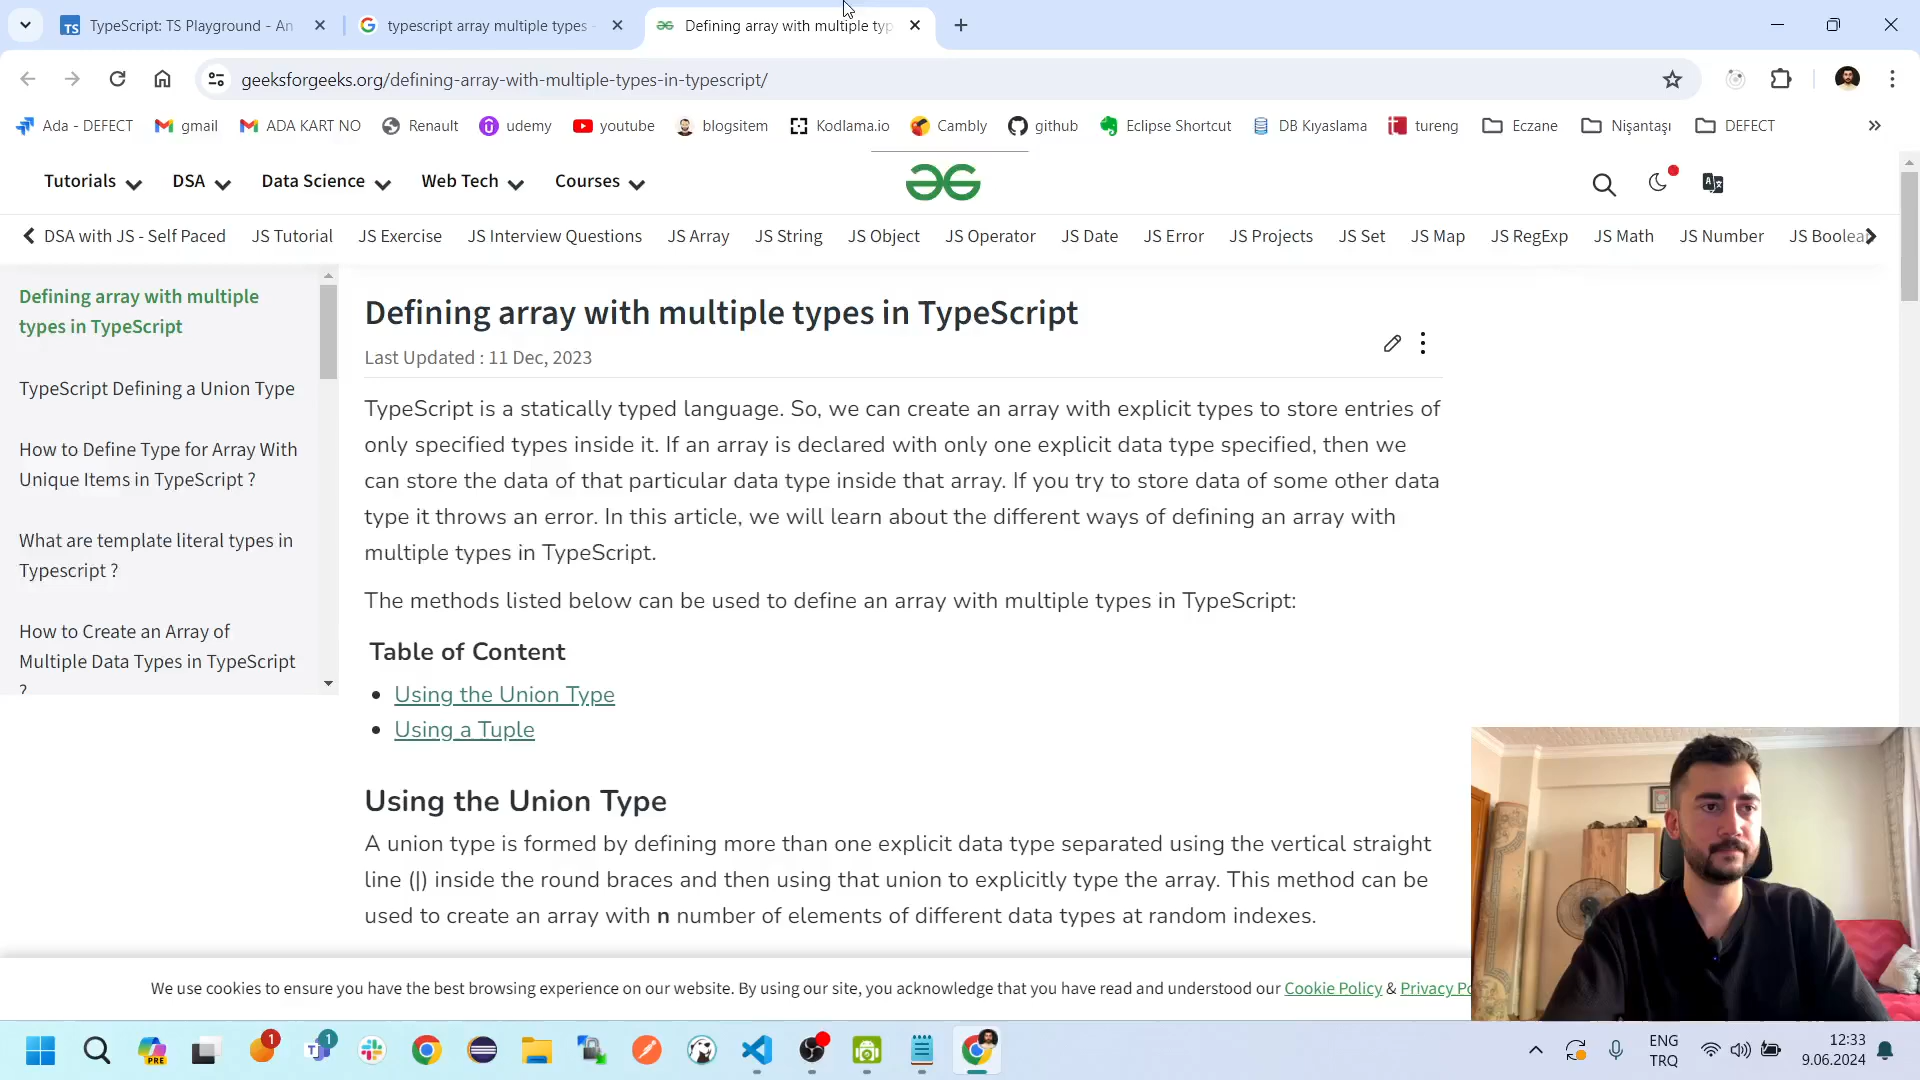 TypeScript: TS Playground - An
typescript array multiple types -
Defining array with multiple typ
geeksforgeeks.org/defining-array-with-multiple-types-in-typescript/
Ada - DEFECT
gmail
ADA KART NO
Renault
udemy
youtube
blogsitem
Kodlama.io
Cambly
github
Eclipse Shortcut
DB Kıyaslama
tureng
Eczane
Nişantaşı
DEFECT
Tutorials
DSA
Data Science
Web Tech
Courses
DSA with JS - Self Paced
JS Tutorial
JS Exercise
JS Interview Questions
JS Array
JS String
JS Object
JS Operator
JS Date
JS Error
JS Projects
JS Set
JS Map
JS RegExp
JS Math
JS Number
JS Boolea
Defining array with multiple
types in TypeScript
TypeScript Defining a Union Type
How to Define Type for Array With
Unique Items in TypeScript ?
What are template literal types in
Typescript ?
How to Create an Array of
Multiple Data Types in TypeScript
?
Defining array with multiple types in TypeScript
Last Updated : 11 Dec, 2023
TypeScript is a statically typed language. So, we can create an array with explicit types to store entries of
only specified types inside it. If an array is declared with only one explicit data type specified, then we
can store the data of that particular data type inside that array. If you try to store data of some other data
type it throws an error. In this article, we will learn about the different ways of defining an array with
multiple types in TypeScript.
The methods listed below can be used to define an array with multiple types in TypeScript:
Table of Content
• Using the Union Type
• Using a Tuple
Using the Union Type
A union type is formed by defining more than one explicit data type separated using the vertical straight
line (|) inside the round braces and then using that union to explicitly type the array. This method can be
used to create an array with n number of elements of different data types at random indexes.
We use cookies to ensure you have the best browsing experience on our website. By using our site, you acknowledge that you have read and understood our Cookie Policy & Privacy Po
PRE
1
1
ENG
TRQ
12:33
9.06.2024